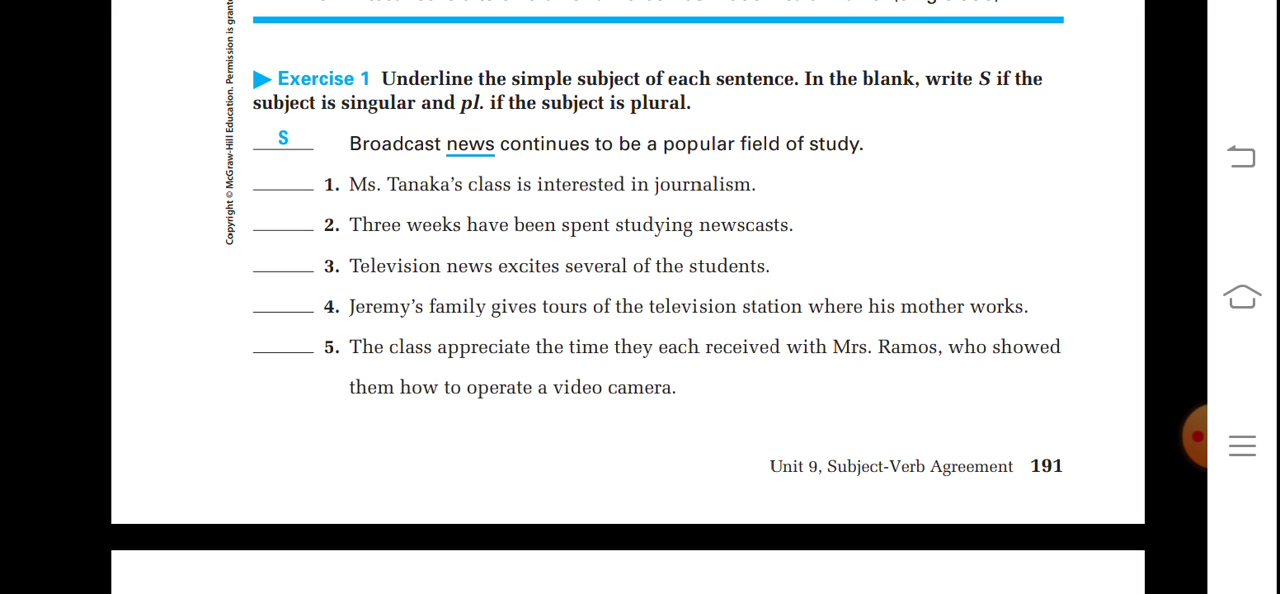 Exercise 1 Underline the simple subject of each sentence. In the blank, write S if the
subject is singular and pl. if the subject is plural.
S Broadcast news continues to be a popular field of study.
1. Ms. Tanaka's class is interested in journalism.
2. Three weeks have been spent studying newscasts.
3. Television news excites several of the students.
4. Jeremy's family gives tours of the television station where his mother works.
5. The class appreciate the time they each received with Mrs. Ramos, who showed
them how to operate a video camera.
Unit 9, Subject-Verb Agreement 191
Copyright © McGraw-Hill Education. Permission is